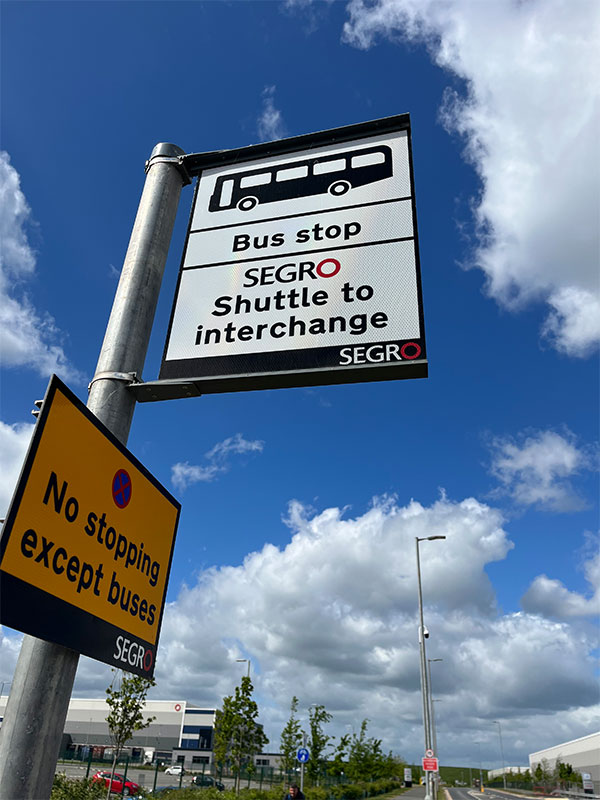 Bus stop
SEGRO
Shuttle to
interchange
SEGRO
No stopping
except buses
SEGRO